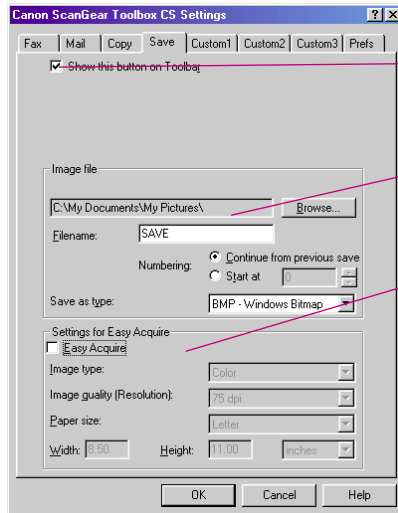 Canon ScanGear Toolbox CS Settings
Fax Mail Copy Save Custom1 Custom2 Custom3 Prefs
Show this button on Toolbar
Image file
C:\My Documents\My Pictures\ Browse...
Filename: SAVE
Numbering: Continue from previous save
Start at 0
Save as type: BMP - Windows Bitmap
Settings for Easy Acquire
Easy Acquire
Image type: Color
Image quality (Resolution): 75 dpi
Paper size: Letter
Width: 8.50 Height: 11.00 inches
OK Cancel Help